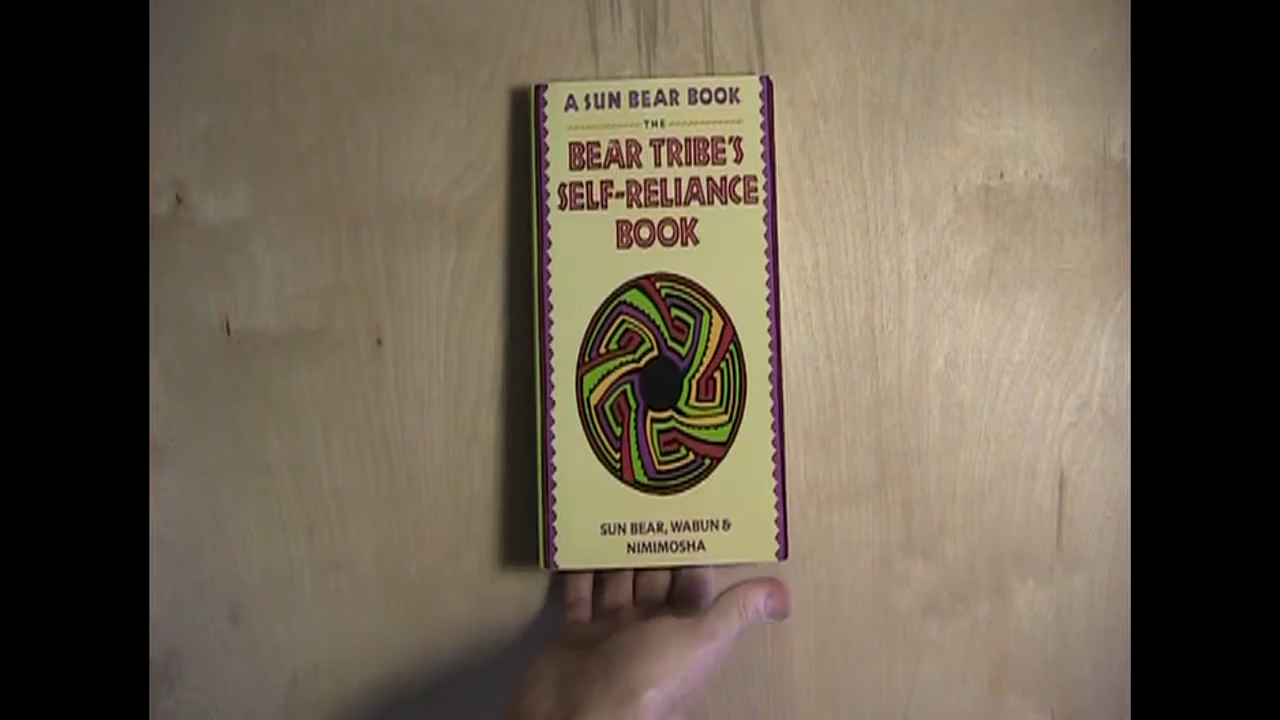 A SUN BEAR BOOK
THE
BEAR TRIBE'S
SELF-RELIANCE
BOOK
SUN BEAR, WABUN &
NIMIMOSHA